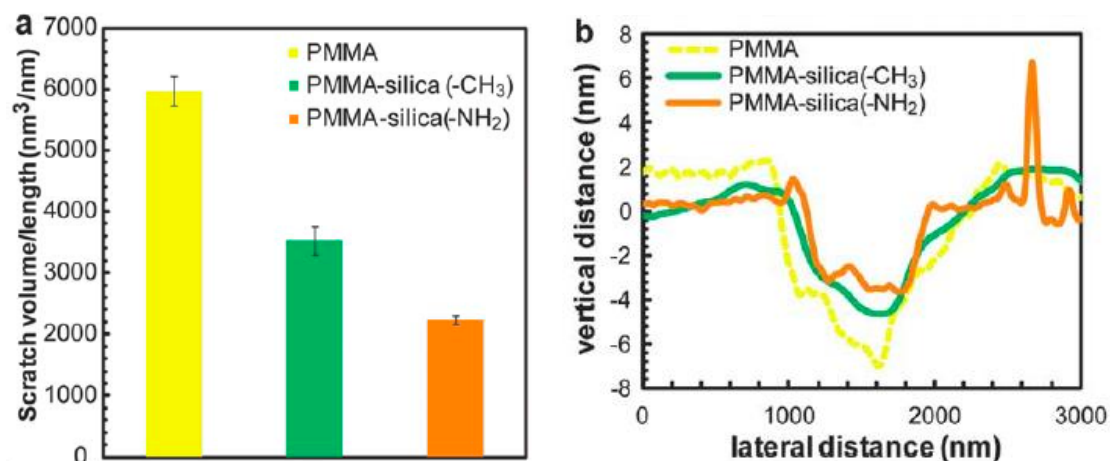 a
Scratch volume/length (nm³/nm)
7000
6000
5000
4000
3000
2000
1000
0
PMMA
PMMA-silica (-CH₃)
PMMA-silica(-NH₂)
b
vertical distance (nm)
8
6
4
2
0
-2
-4
-6
-8
PMMA
PMMA-silica(-CH₃)
PMMA-silica(-NH₂)
0 1000 2000 3000
lateral distance (nm)